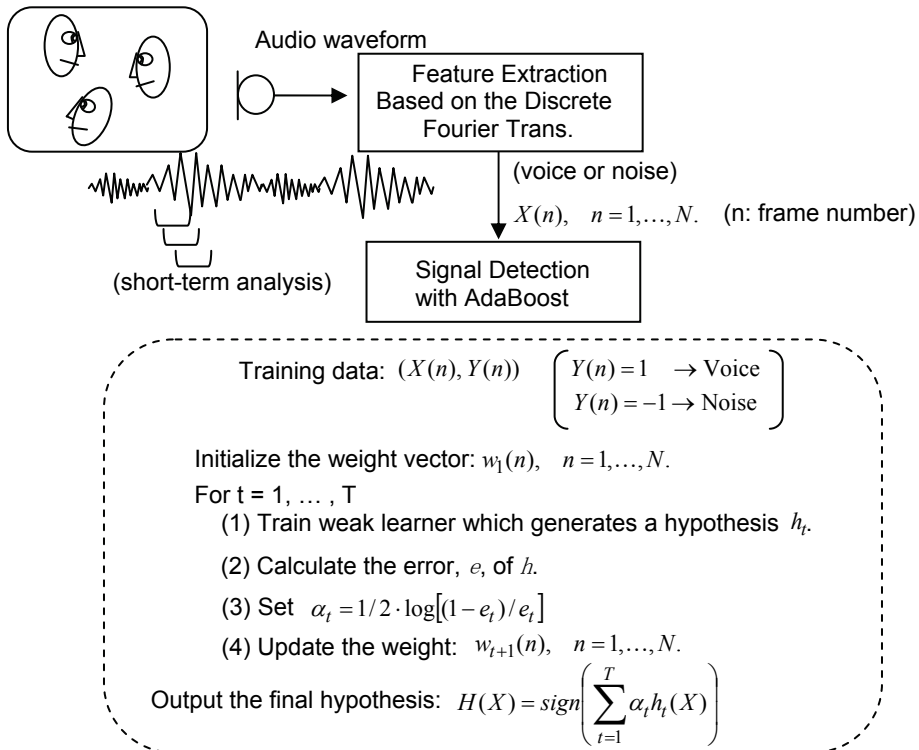 Audio waveform
Feature Extraction
Based on the Discrete
Fourier Trans.
(voice or noise)
X(n), n = 1,…, N. (n: frame number)
(short-term analysis)
Signal Detection
with AdaBoost
Training data: (X(n), Y(n))
Y(n) = 1 → Voice
Y(n) = −1 → Noise
Initialize the weight vector: w₁(n), n = 1,…, N.
For t = 1, … , T
(1) Train weak learner which generates a hypothesis hₜ.
(2) Calculate the error, e, of h.
(3) Set αₜ = 1/2 · log[(1 − eₜ)/eₜ]
(4) Update the weight: wₜ₊₁(n), n = 1,…, N.
Output the final hypothesis: H(X) = sign(∑ₜ₌₁ᵀ αₜhₜ(X))